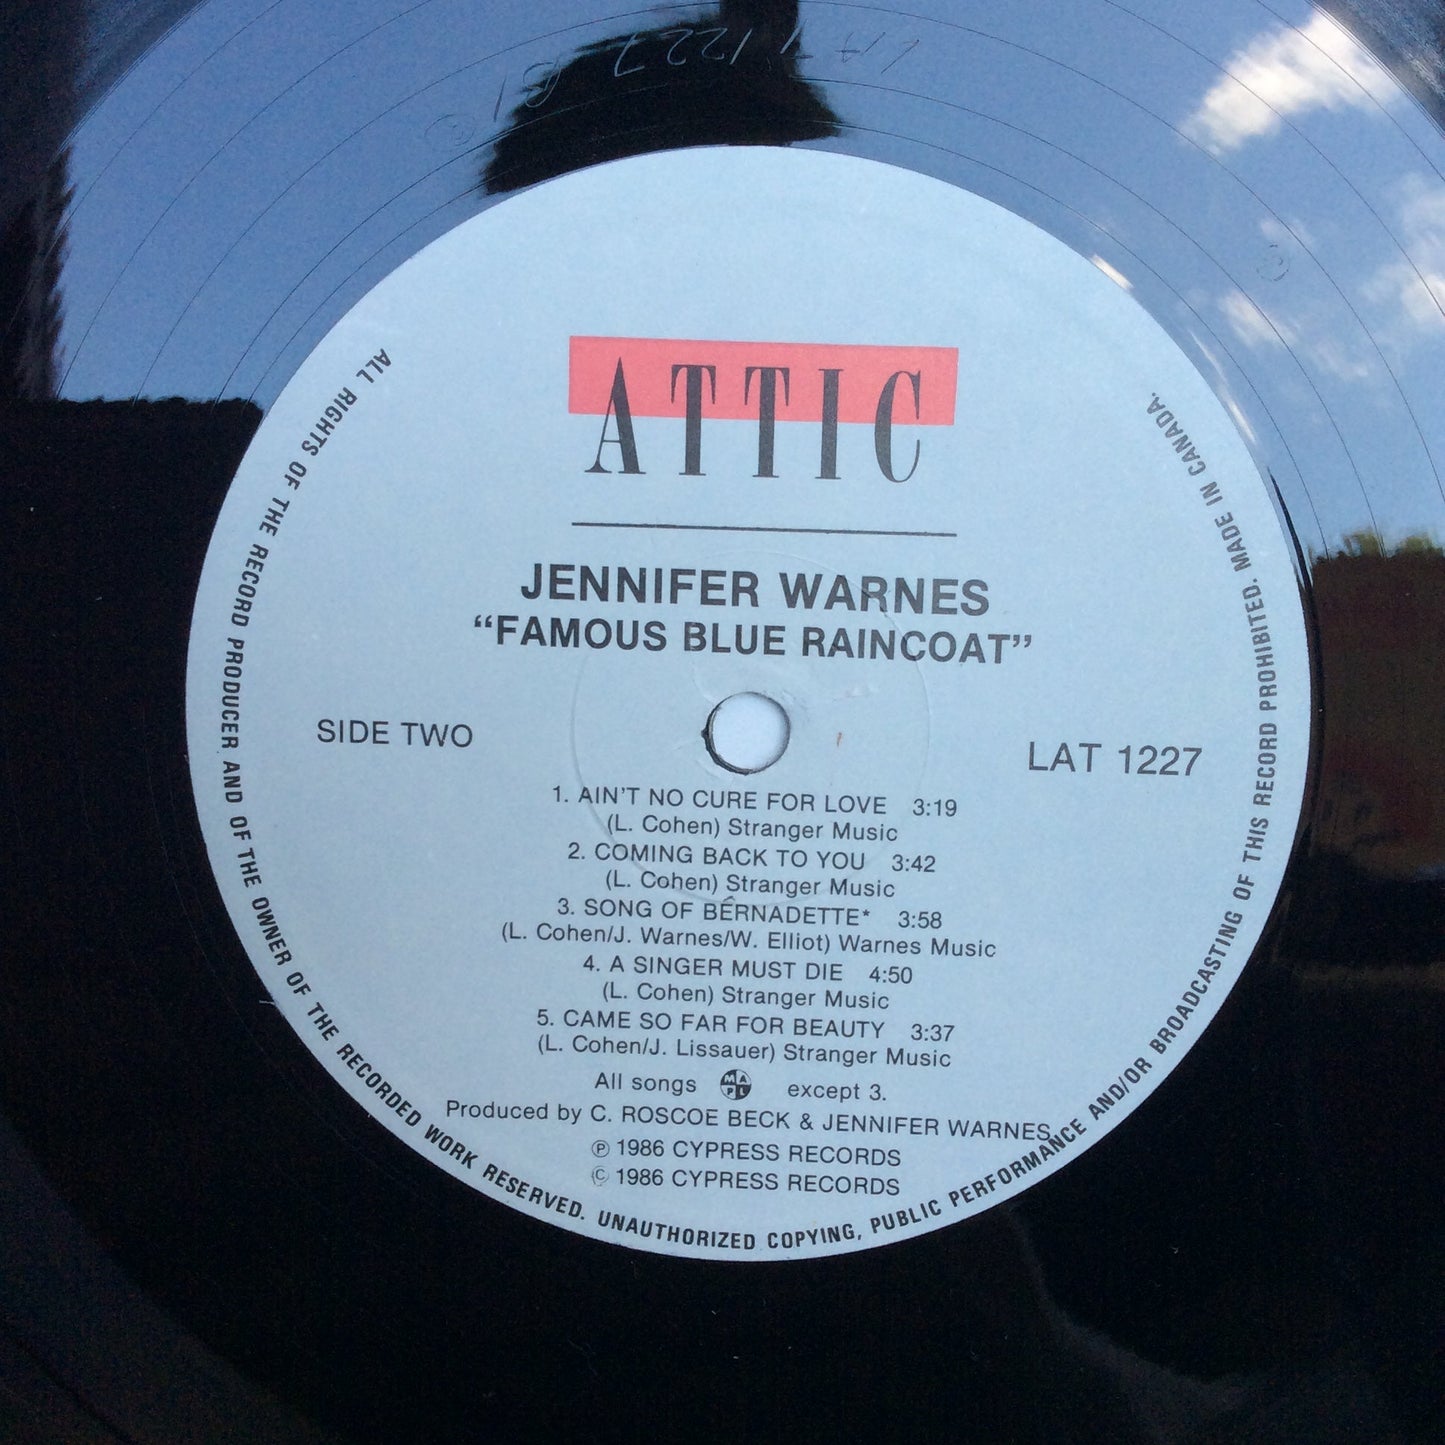 ATTIC
JENNIFER WARNES
“FAMOUS BLUE RAINCOAT”
SIDE TWO
LAT 1227
1. AIN'T NO CURE FOR LOVE 3:19
(L. Cohen) Stranger Music
2. COMING BACK TO YOU 3:42
(L. Cohen) Stranger Music
3. SONG OF BERNADETTE* 3:58
(L. Cohen/J. Warnes/W. Elliot) Warnes Music
4. A SINGER MUST DIE 4:50
(L. Cohen) Stranger Music
5. CAME SO FAR FOR BEAUTY 3:37
(L. Cohen/J. Lissauer) Stranger Music
All songs MAPL except 3.
Produced by C. ROSCOE BECK & JENNIFER WARNES
℗ 1986 CYPRESS RECORDS
© 1986 CYPRESS RECORDS
ALL RIGHTS OF THE RECORD PRODUCER AND OF THE OWNER OF THE RECORDED WORK RESERVED. UNAUTHORIZED COPYING, PUBLIC PERFORMANCE AND/OR BROADCASTING OF THIS RECORD PROHIBITED. MADE IN CANADA.
LAT 1227 B1